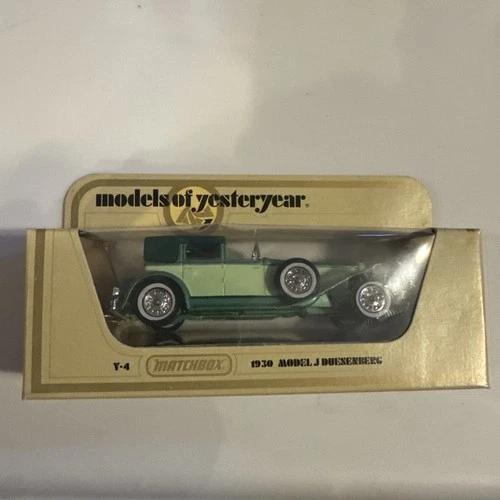 models of yesteryear.
Y-4 MATCHBOX 1930 MODEL J DUESENBERG